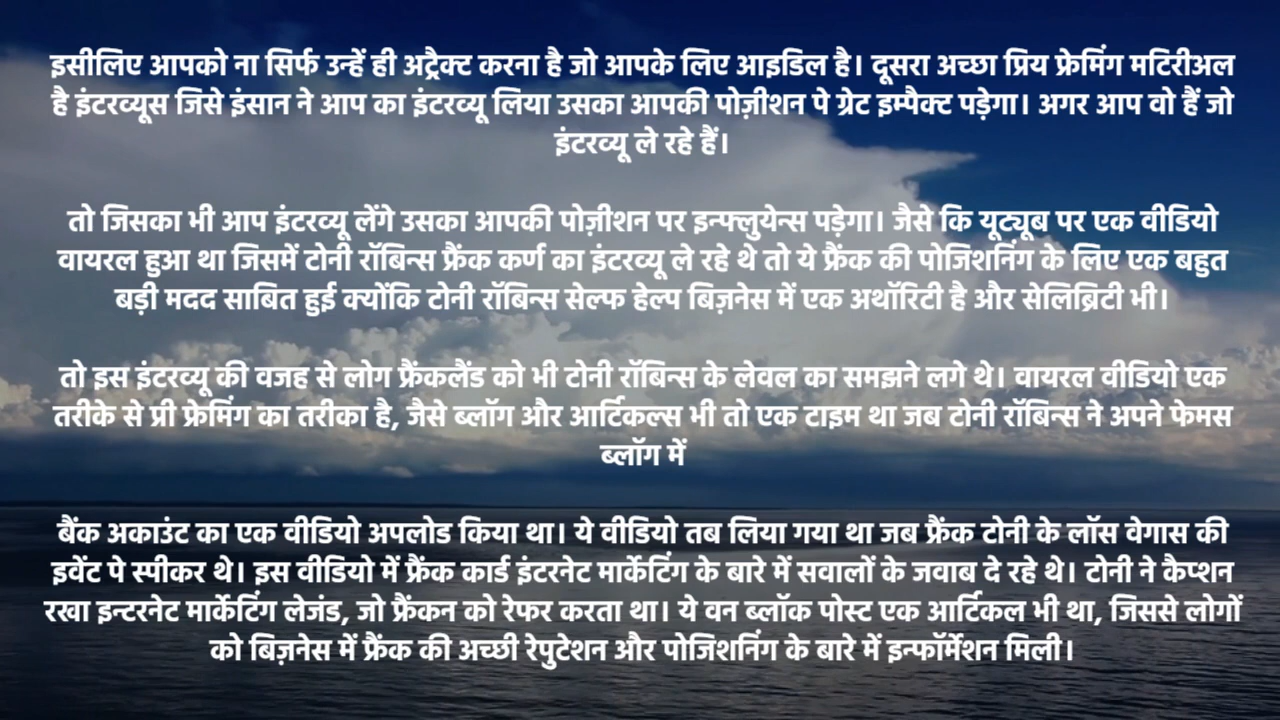 इसीलिए आपको ना सिर्फ उन्हें ही अट्रैक्ट करना है जो आपके लिए आइडिल है। दूसरा अच्छा प्रिय फ्रेमिंग मटिरीअल
है इंटरव्यूस जिसे इंसान ने आप का इंटरव्यू लिया उसका आपकी पोज़ीशन पे ग्रेट इम्पैक्ट पड़ेगा। अगर आप वो हैं जो
इंटरव्यू ले रहे हैं।
तो जिसका भी आप इंटरव्यू लेंगे उसका आपकी पोज़ीशन पर इन्फ्लुयेन्स पड़ेगा। जैसे कि यूट्यूब पर एक वीडियो
वायरल हुआ था जिसमें टोनी रॉबिन्स फ्रैंक कर्ण का इंटरव्यू ले रहे थे तो ये फ्रैंक की पोजिशनिंग के लिए एक बहुत
बड़ी मदद साबित हुई क्योंकि टोनी रॉबिन्स सेल्फ हेल्प बिज़नेस में एक अथॉरिटी है और सेलिब्रिटी भी।
तो इस इंटरव्यू की वजह से लोग फ्रैंकलैंड को भी टोनी रॉबिन्स के लेवल का समझने लगे थे। वायरल वीडियो एक
तरीके से प्री फ्रेमिंग का तरीका है, जैसे ब्लॉग और आर्टिकल्स भी तो एक टाइम था जब टोनी रॉबिन्स ने अपने फेमस
ब्लॉग में
बैंक अकाउंट का एक वीडियो अपलोड किया था। ये वीडियो तब लिया गया था जब फ्रैंक टोनी के लॉस वेगास की
इवेंट पे स्पीकर थे। इस वीडियो में फ्रैंक कार्ड इंटरनेट मार्केटिंग के बारे में सवालों के जवाब दे रहे थे। टोनी ने कैप्शन
रखा इन्टरनेट मार्केटिंग लेजंड, जो फ्रैंकन को रेफर करता था। ये वन ब्लॉक पोस्ट एक आर्टिकल भी था, जिससे लोगों
को बिज़नेस में फ्रैंक की अच्छी रेपुटेशन और पोजिशनिंग के बारे में इन्फॉर्मेशन मिली।